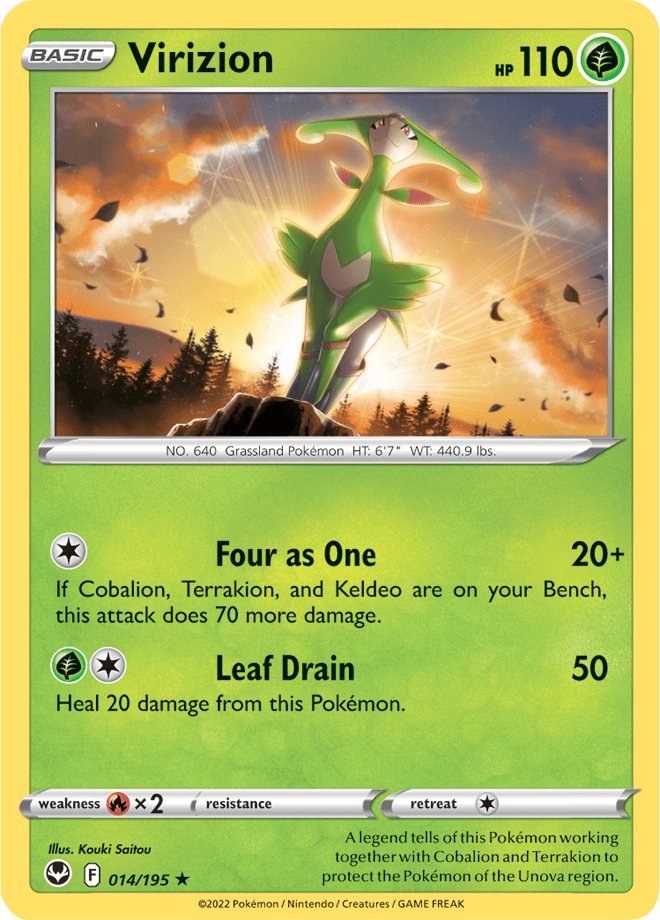 BASIC Virizion HP 110
NO. 640 Grassland Pokémon HT: 6'7" WT: 440.9 lbs.
Four as One 20+
If Cobalion, Terrakion, and Keldeo are on your Bench,
this attack does 70 more damage.
Leaf Drain 50
Heal 20 damage from this Pokémon.
weakness ×2 resistance retreat
Illus. Kouki Saitou
F 014/195 ★
A legend tells of this Pokémon working
together with Cobalion and Terrakion to
protect the Pokémon of the Unova region.
©2022 Pokémon / Nintendo / Creatures / GAME FREAK